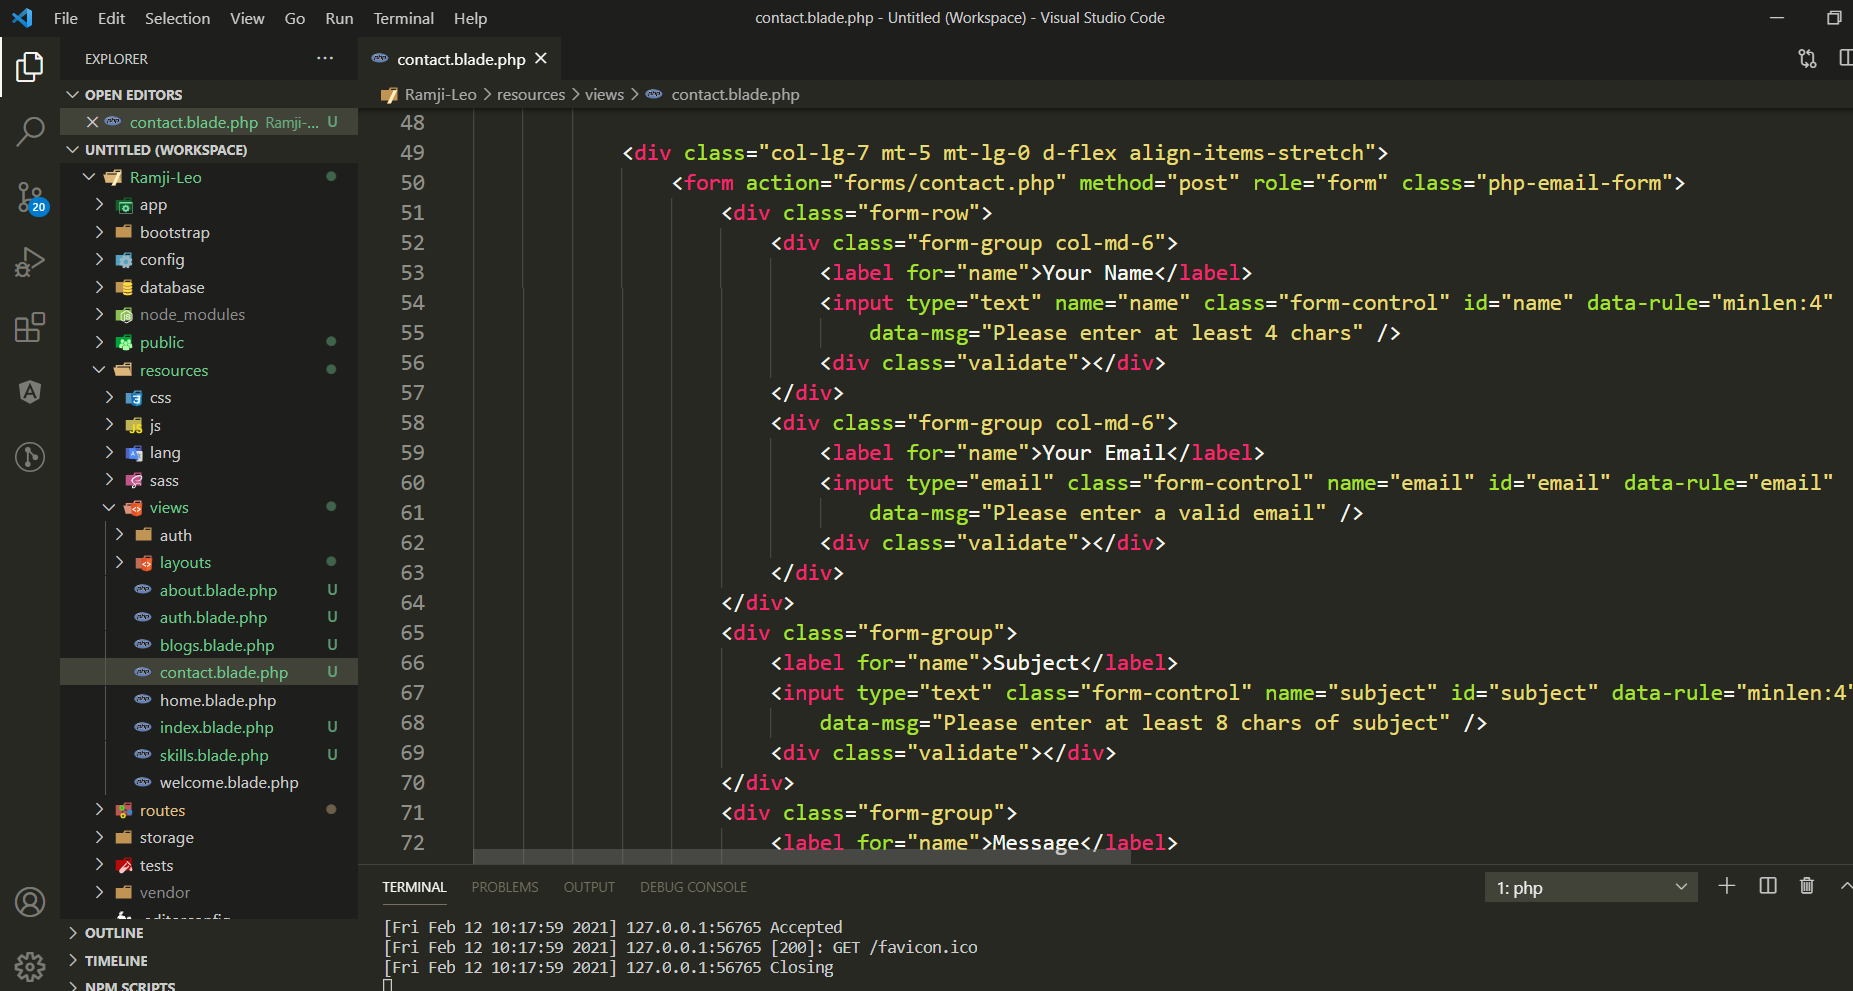 File Edit Selection View Go Run Terminal Help
contact.blade.php - Untitled (Workspace) - Visual Studio Code
EXPLORER
OPEN EDITORS
contact.blade.php Ramji-... U
UNTITLED (WORKSPACE)
Ramji-Leo
app
bootstrap
config
database
node_modules
public
resources
css
js
lang
sass
views
auth
layouts
about.blade.php U
auth.blade.php U
blogs.blade.php U
contact.blade.php U
home.blade.php
index.blade.php U
skills.blade.php U
welcome.blade.php
routes
storage
tests
vendor
.editorconfig
OUTLINE
TIMELINE
NPM SCRIPTS
20
contact.blade.php
Ramji-Leo > resources > views > contact.blade.php
48
49 <div class="col-lg-7 mt-5 mt-lg-0 d-flex align-items-stretch">
50 <form action="forms/contact.php" method="post" role="form" class="php-email-form">
51 <div class="form-row">
52 <div class="form-group col-md-6">
53 <label for="name">Your Name</label>
54 <input type="text" name="name" class="form-control" id="name" data-rule="minlen:4"
55 data-msg="Please enter at least 4 chars" />
56 <div class="validate"></div>
57 </div>
58 <div class="form-group col-md-6">
59 <label for="name">Your Email</label>
60 <input type="email" class="form-control" name="email" id="email" data-rule="email"
61 data-msg="Please enter a valid email" />
62 <div class="validate"></div>
63 </div>
64 </div>
65 <div class="form-group">
66 <label for="name">Subject</label>
67 <input type="text" class="form-control" name="subject" id="subject" data-rule="minlen:4"
68 data-msg="Please enter at least 8 chars of subject" />
69 <div class="validate"></div>
70 </div>
71 <div class="form-group">
72 <label for="name">Message</label>
TERMINAL PROBLEMS OUTPUT DEBUG CONSOLE
1: php
[Fri Feb 12 10:17:59 2021] 127.0.0.1:56765 Accepted
[Fri Feb 12 10:17:59 2021] 127.0.0.1:56765 [200]: GET /favicon.ico
[Fri Feb 12 10:17:59 2021] 127.0.0.1:56765 Closing